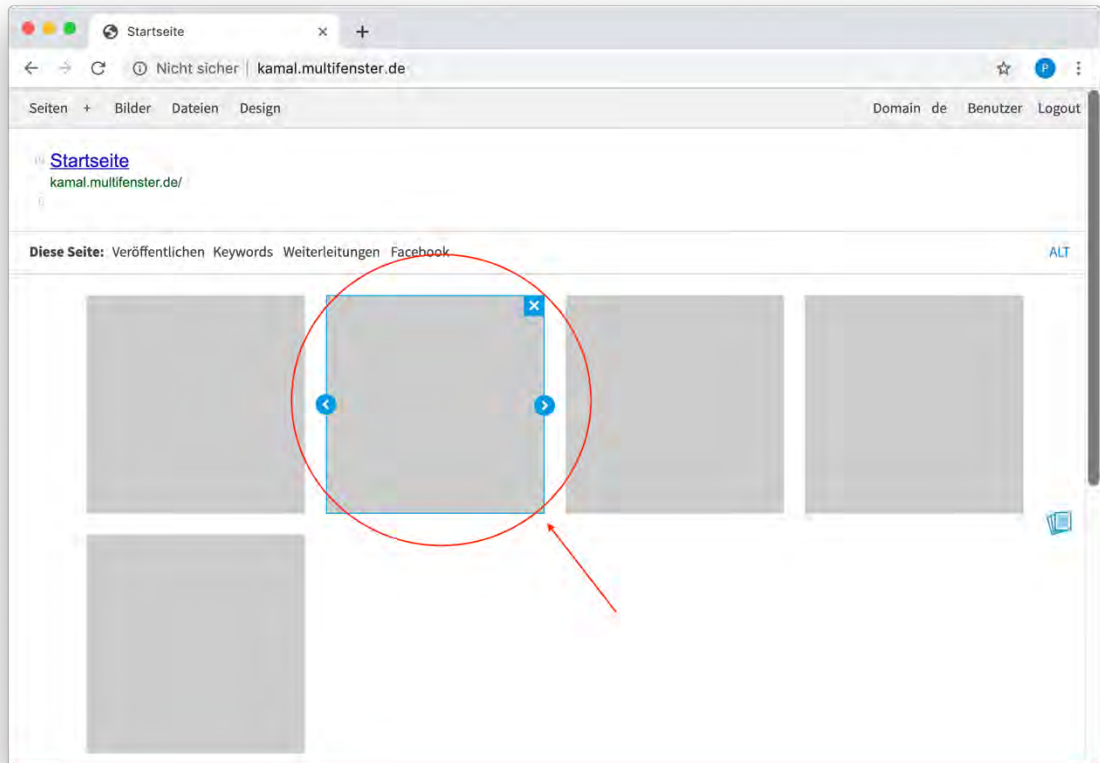 Startseite
Nicht sicher | kamal.multifenster.de
P
Seiten + Bilder Dateien Design Domain de Benutzer Logout
Startseite
kamal.multifenster.de/
Diese Seite: Veröffentlichen Keywords Weiterleitungen Facebook ALT